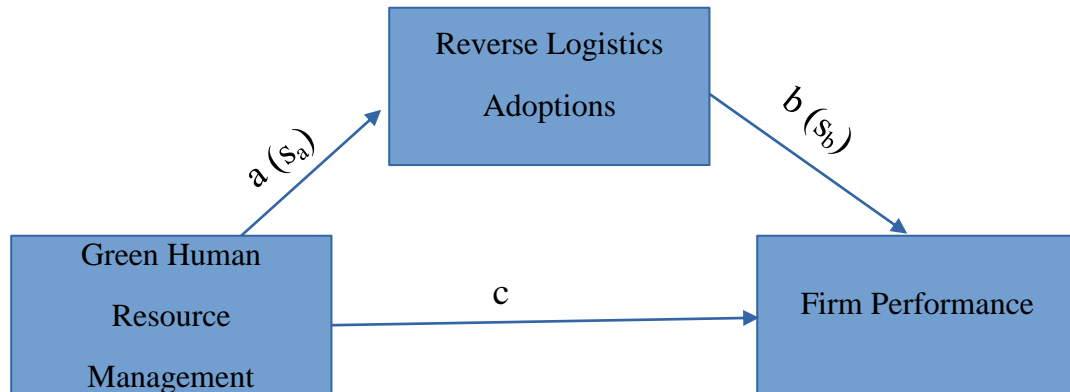 Reverse Logistics
Adoptions
a (sa)
b (sb)
Green Human
Resource
Management
c
Firm Performance